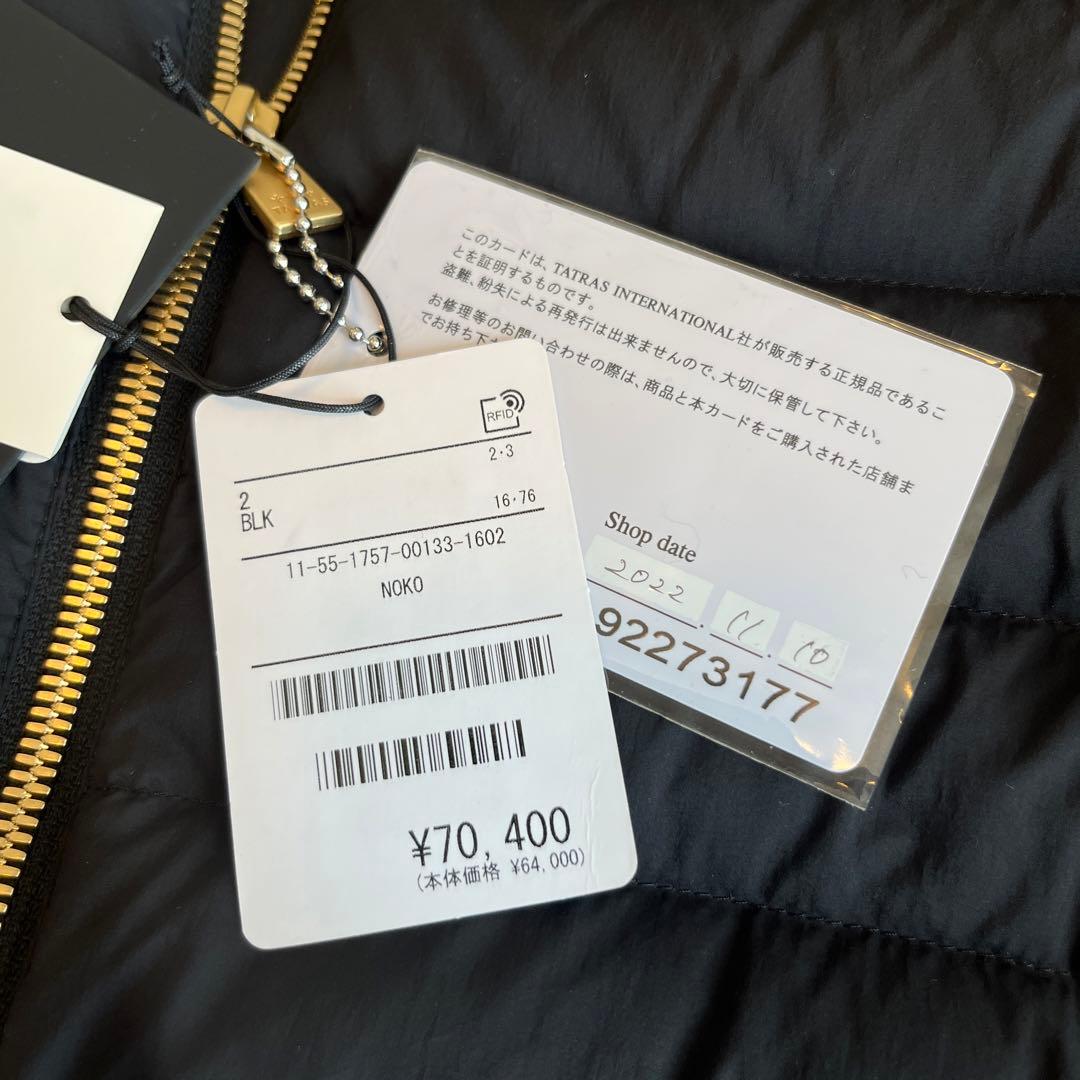 このカードは、TATRAS INTERNATIONAL社が販売する正規品であるこ
とを証明するものです。
盗難、紛失による再発行は出来ませんので、大切に保管して下さい。
お修理等のお問い合わせの際は、商品と本カードをご購入された店舗ま
でお持ち下
Shop date
2022.11.10
92273177
RFID
2・3
2
BLK
16・76
11-55-1757-00133-1602
NOKO
¥70,400
(本体価格 ¥64,000)